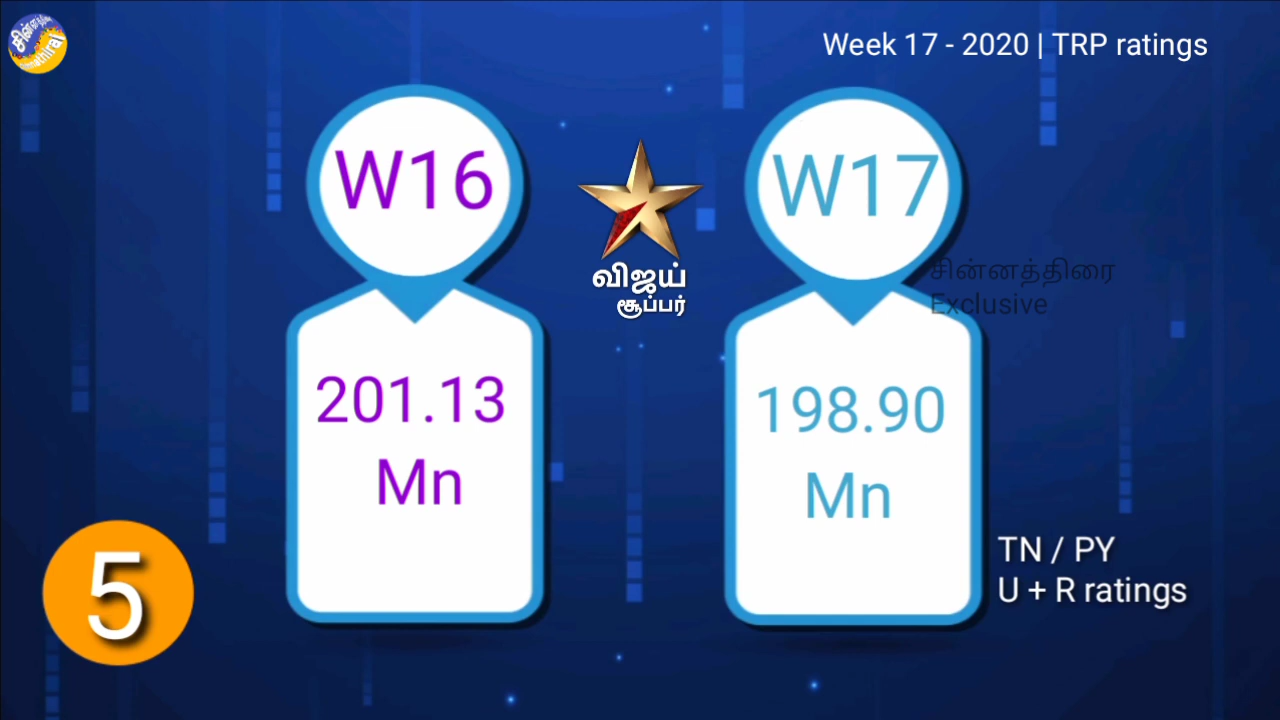 சின்னத்திரை
Week 17 - 2020 | TRP ratings
W16
W17
விஜய்
சூப்பர்
சின்னத்திரை
Exclusive
201.13
Mn
198.90
Mn
5
TN / PY
U + R ratings